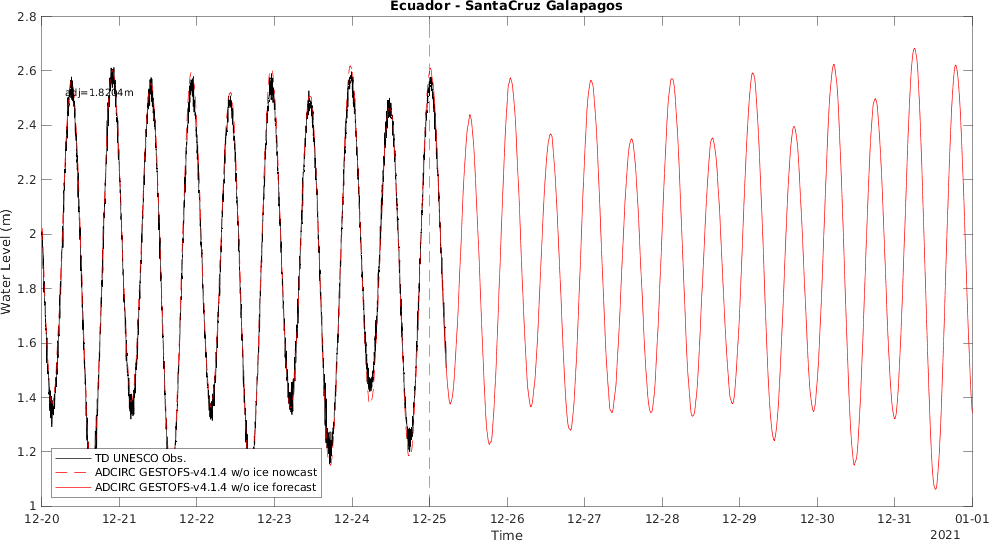 Ecuador - SantaCruz Galapagos
2.8
2.6
2.4
2.2
2
1.8
1.6
1.4
1.2
1
Water Level (m)
adj=1.8204m
TD UNESCO Obs.
ADCIRC GESTOFS-v4.1.4 w/o ice nowcast
ADCIRC GESTOFS-v4.1.4 w/o ice forecast
12-20 12-21 12-22 12-23 12-24 12-25 12-26 12-27 12-28 12-29 12-30 12-31 01-01
Time
2021